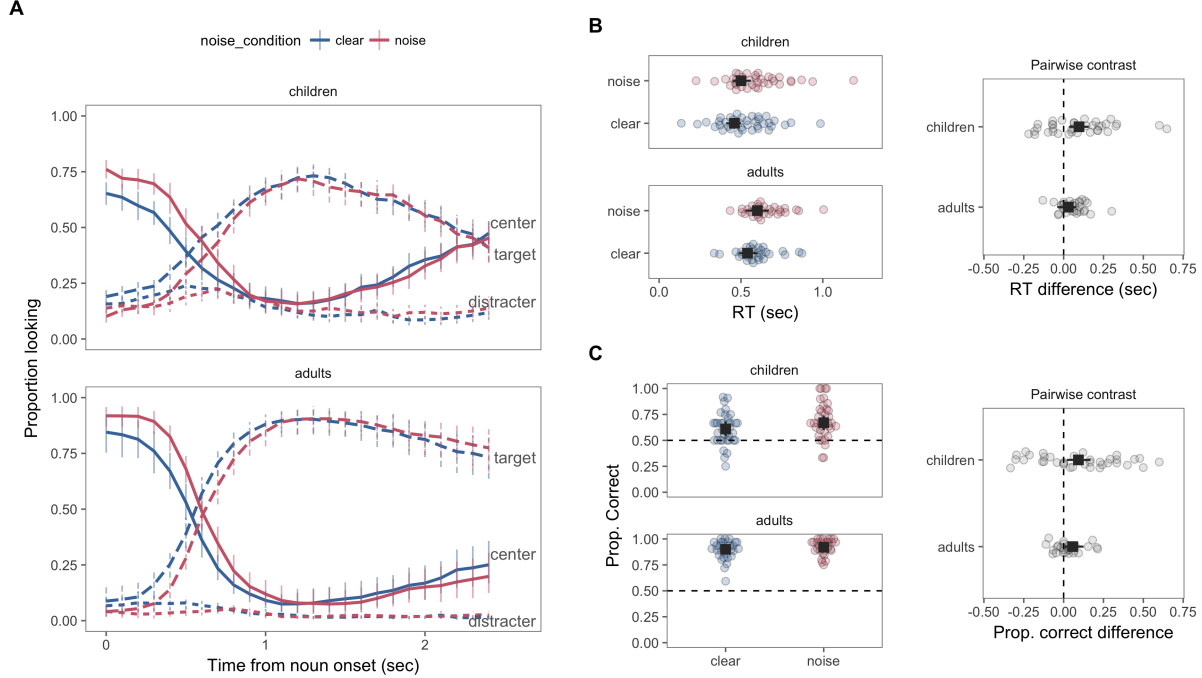 A
noise_condition clear noise
children
1.00
0.75
0.50
0.25
0.00
center
target
distracter
adults
1.00
0.75
0.50
0.25
0.00
target
center
distracter
0 1 2
Time from noun onset (sec)
Proportion looking
B
children
noise
clear
adults
noise
clear
0.0 0.5 1.0
RT (sec)
Pairwise contrast
children
adults
-0.50 -0.25 0.00 0.25 0.50 0.75
RT difference (sec)
C
children
1.00
0.75
0.50
0.25
0.00
adults
1.00
0.75
0.50
0.25
0.00
clear noise
Prop. Correct
Pairwise contrast
children
adults
-0.50 -0.25 0.00 0.25 0.50 0.75
Prop. correct difference